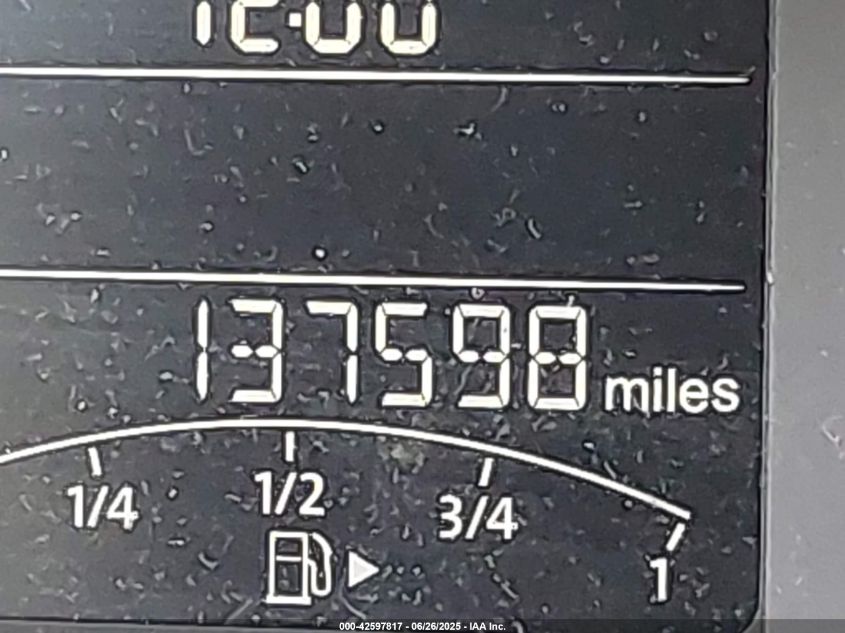 12:00
137598 miles
1/4 1/2 3/4 1
000-42597817 - 06/26/2025 - IAA Inc.